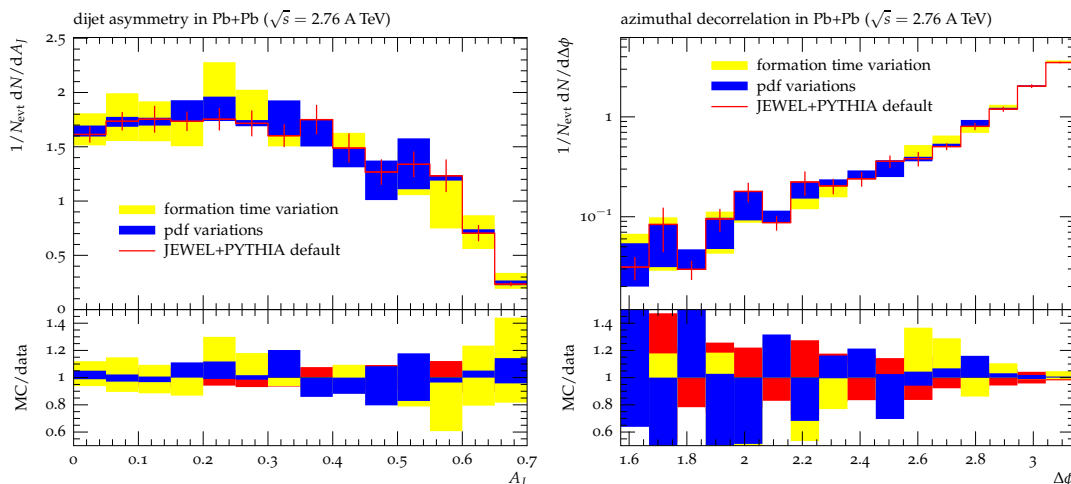 dijet asymmetry in Pb+Pb (√s = 2.76 A TeV)
1/N_evt dN/dA_J
2.5
2
1.5
1
0.5
0
formation time variation
pdf variations
JEWEL+PYTHIA default
MC/data
1.4
1.2
1.0
0.8
0.6
0 0.1 0.2 0.3 0.4 0.5 0.6 0.7
A_J
azimuthal decorrelation in Pb+Pb (√s = 2.76 A TeV)
1/N_evt dN/dΔϕ
1
10⁻¹
formation time variation
pdf variations
JEWEL+PYTHIA default
MC/data
1.4
1.2
1.0
0.8
0.6
1.6 1.8 2 2.2 2.4 2.6 2.8 3
Δϕ